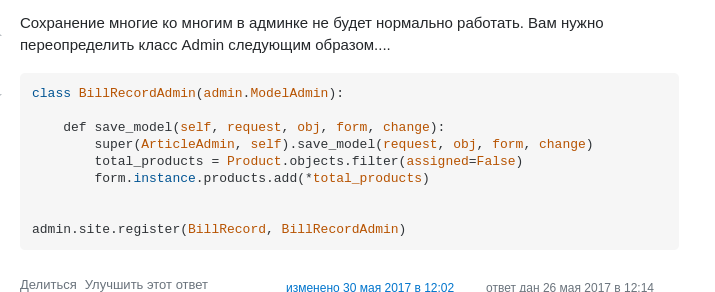 Сохранение многие ко многим в админке не будет нормально работать. Вам нужно
переопределить класс Admin следующим образом....
class BillRecordAdmin(admin.ModelAdmin):
    def save_model(self, request, obj, form, change):
        super(ArticleAdmin, self).save_model(request, obj, form, change)
        total_products = Product.objects.filter(assigned=False)
        form.instance.products.add(*total_products)
admin.site.register(BillRecord, BillRecordAdmin)
Делиться Улучшить этот ответ изменено 30 мая 2017 в 12:02 ответ дан 26 мая 2017 в 12:14